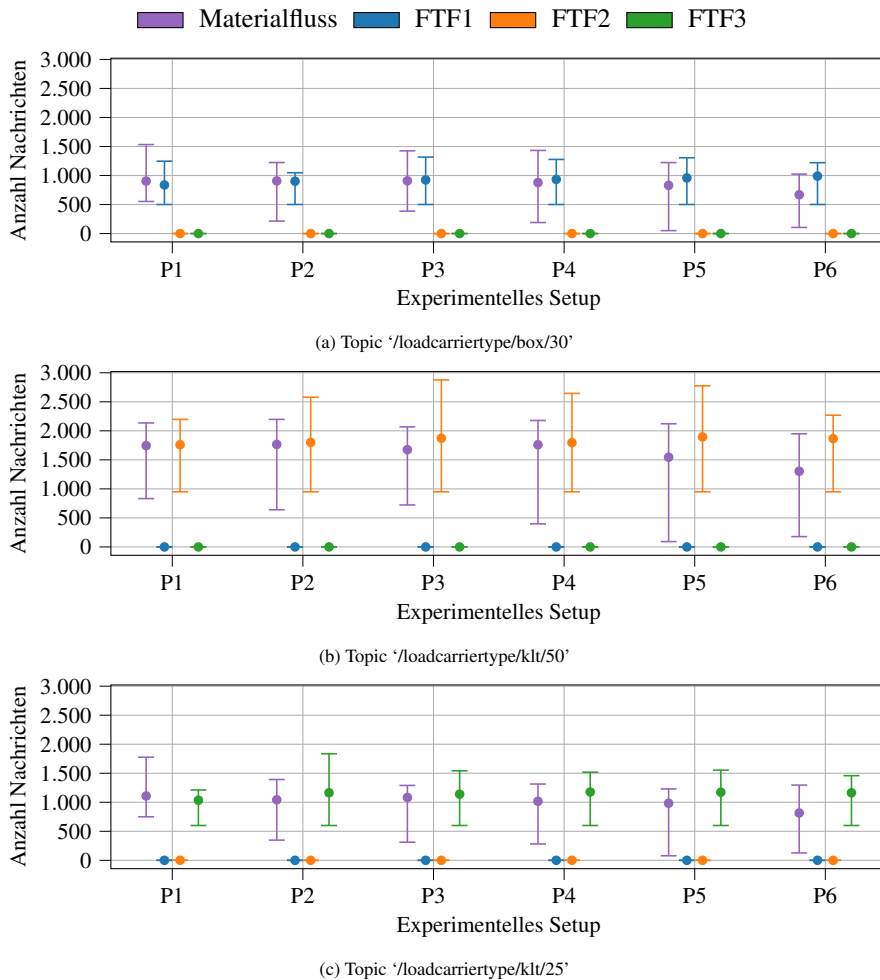 Materialfluss FTF1 FTF2 FTF3
Anzahl Nachrichten
3.000
2.500
2.000
1.500
1.000
500
0
P1 P2 P3 P4 P5 P6
Experimentelles Setup
(a) Topic ‘/loadcarriertype/box/30’
Anzahl Nachrichten
3.000
2.500
2.000
1.500
1.000
500
0
P1 P2 P3 P4 P5 P6
Experimentelles Setup
(b) Topic ‘/loadcarriertype/klt/50’
Anzahl Nachrichten
3.000
2.500
2.000
1.500
1.000
500
0
P1 P2 P3 P4 P5 P6
Experimentelles Setup
(c) Topic ‘/loadcarriertype/klt/25’